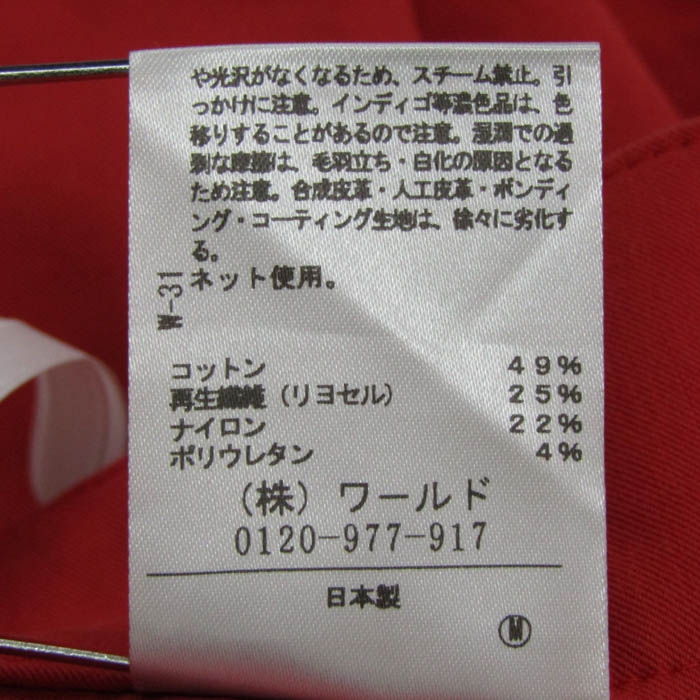 や光沢がなくなるため、スチーム禁止。引
っかけに注意。インディゴ等濃色品は、色
移りすることがあるので注意。湿潤での過
剰な摩擦は、毛羽立ち・白化の原因となる
ため注意。合成皮革・人工皮革・ボンディ
ング・コーティング生地は、徐々に劣化す
る。
ネット使用。
W-31
コットン 49%
再生繊維(リヨセル) 25%
ナイロン 22%
ポリウレタン 4%
(株) ワールド
0120-977-917
日本製
M